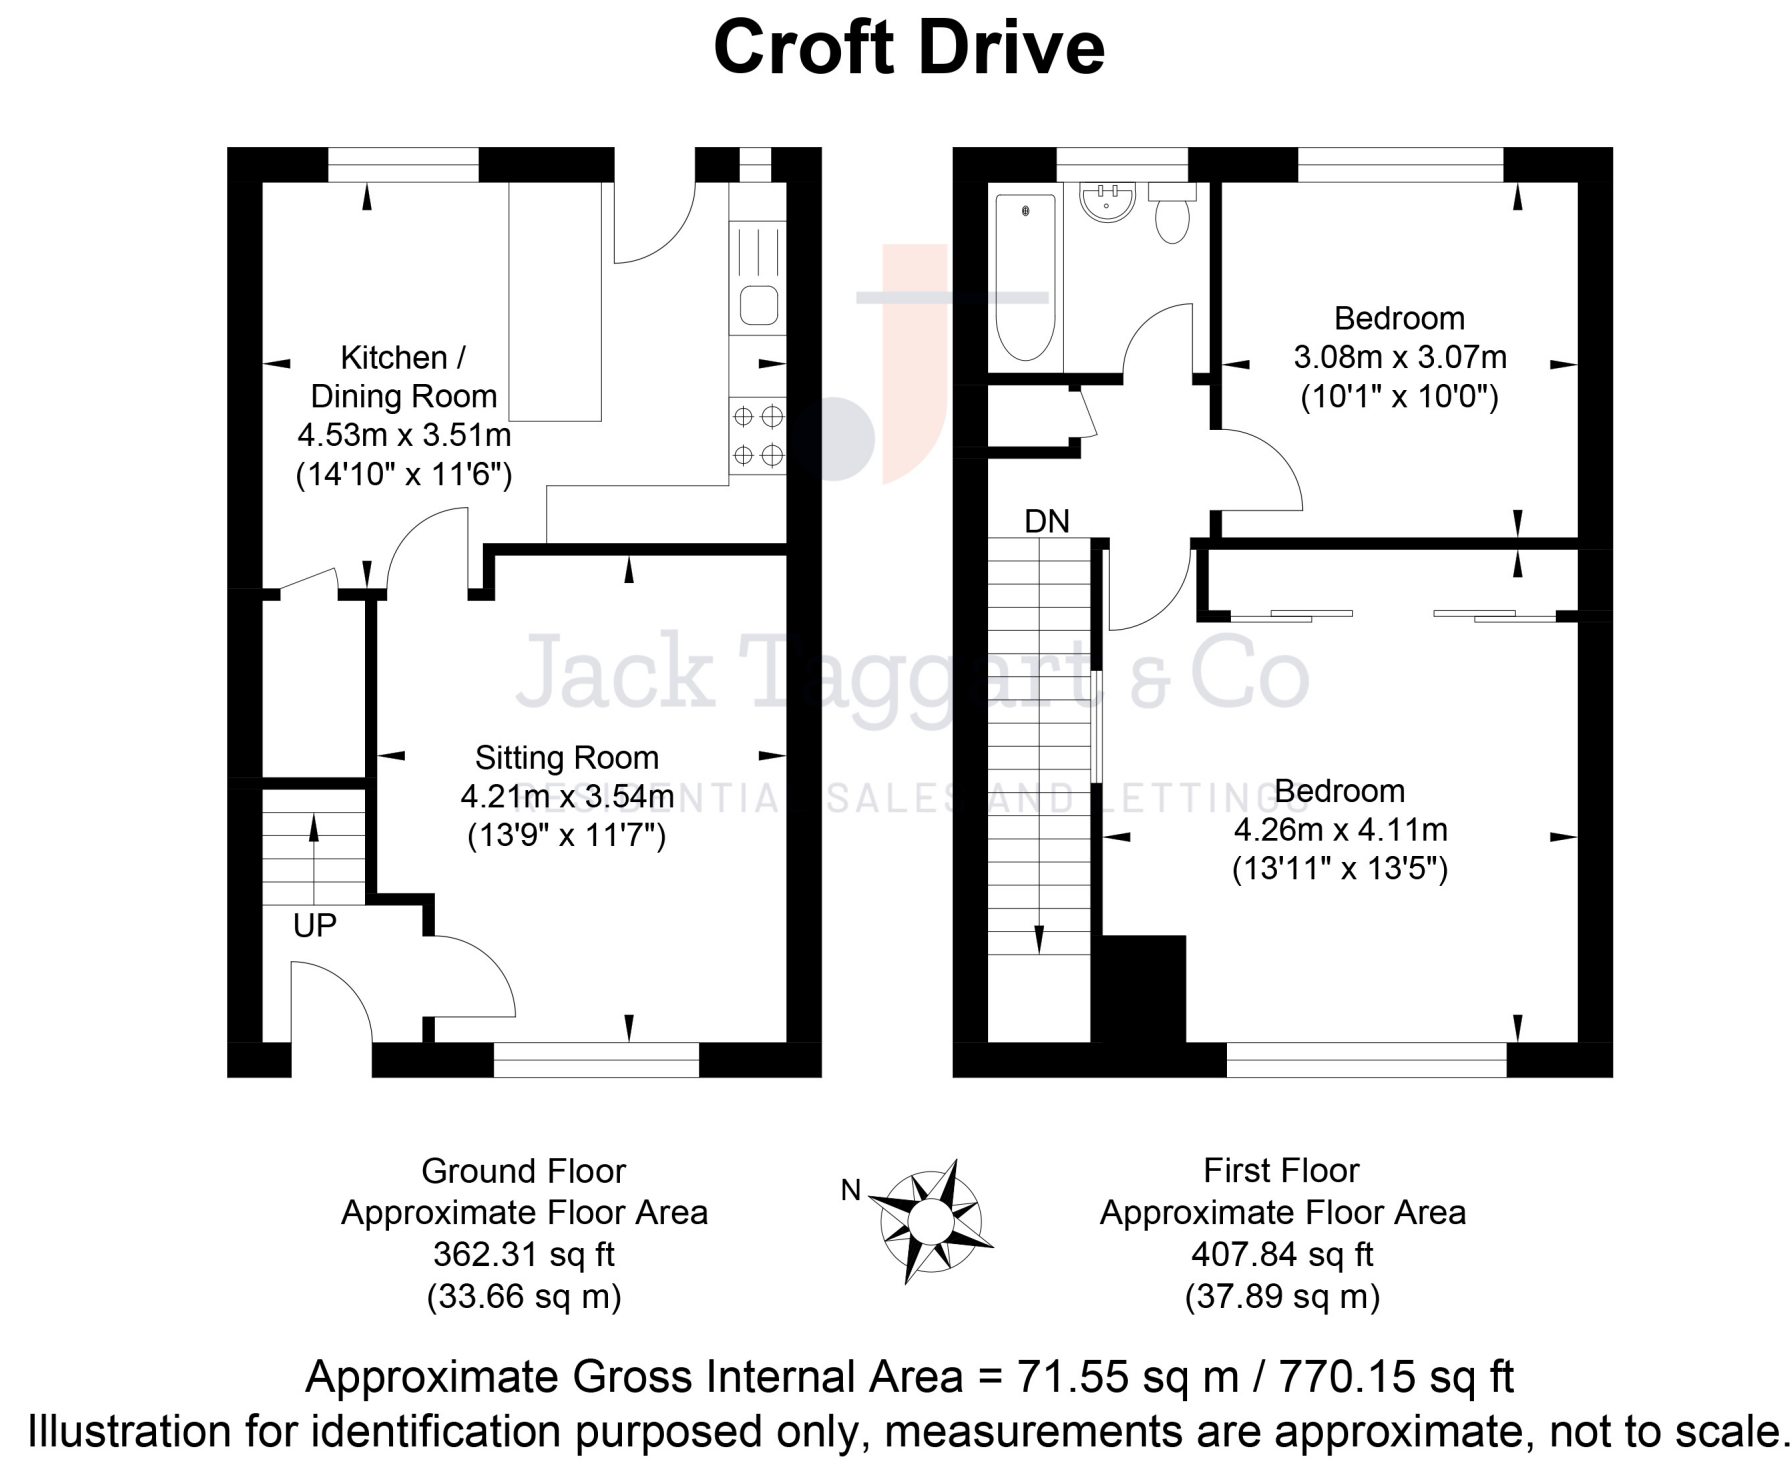 Croft Drive
Kitchen /
Dining Room
4.53m x 3.51m
(14'10" x 11'6")
Sitting Room
4.21m x 3.54m
(13'9" x 11'7")
UP
Bedroom
3.08m x 3.07m
(10'1" x 10'0")
DN
Bedroom
4.26m x 4.11m
(13'11" x 13'5")
Jack Taggart & Co
RESIDENTIAL SALES AND LETTINGS
Ground Floor
Approximate Floor Area
362.31 sq ft
(33.66 sq m)
N
First Floor
Approximate Floor Area
407.84 sq ft
(37.89 sq m)
Approximate Gross Internal Area = 71.55 sq m / 770.15 sq ft
Illustration for identification purposed only, measurements are approximate, not to scale.